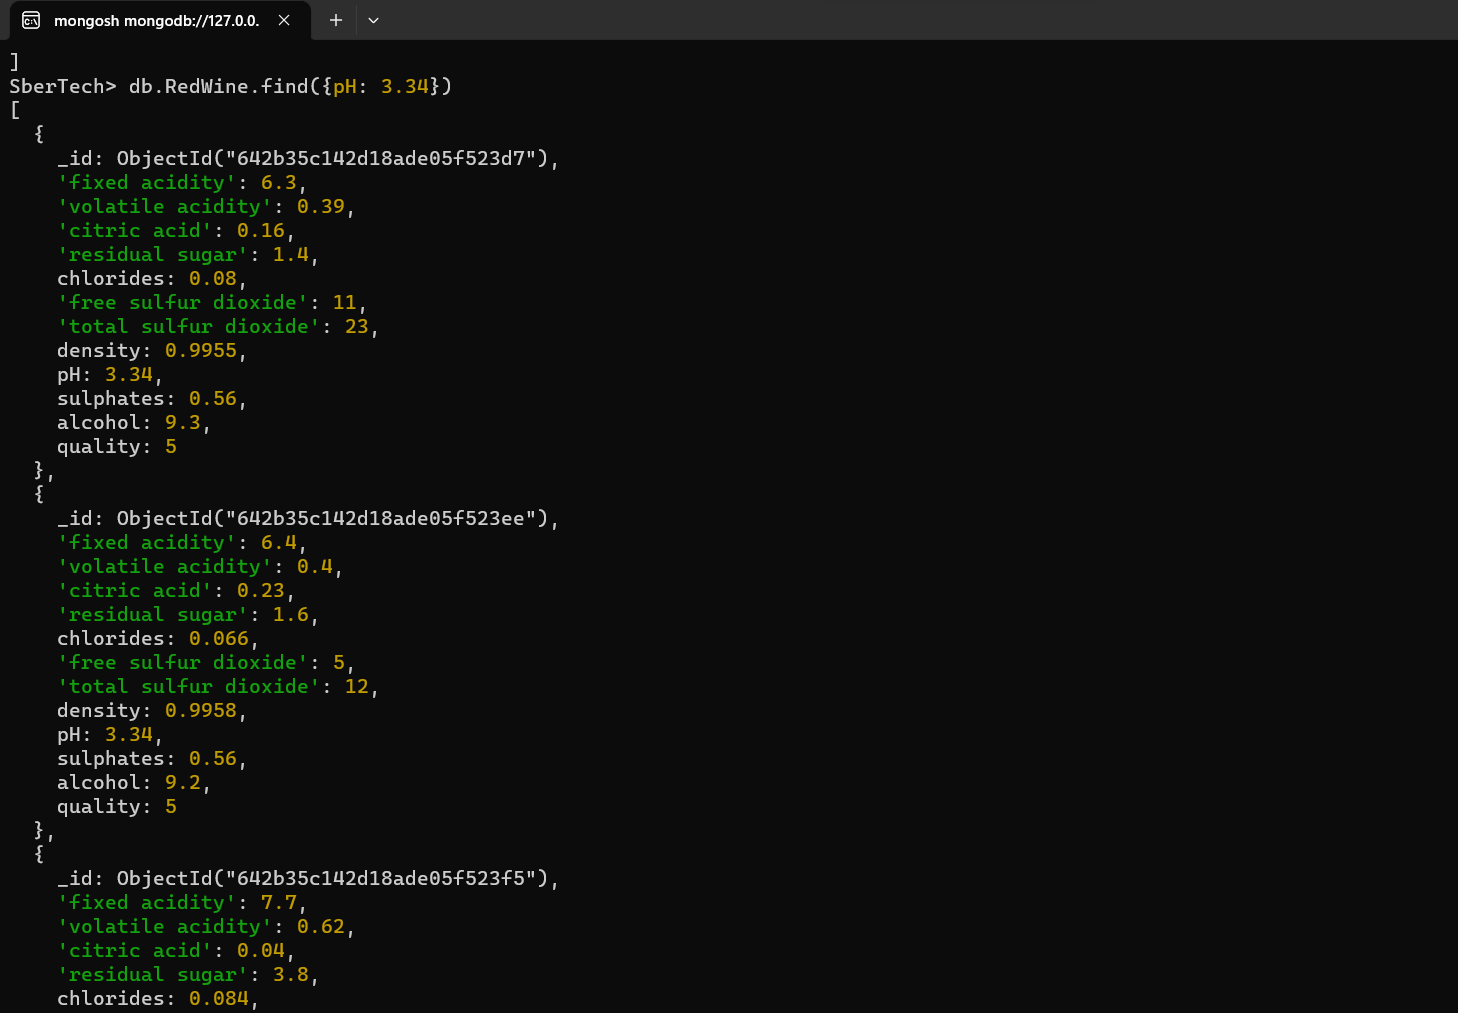 mongosh mongodb://127.0.0.
]
SberTech> db.RedWine.find({pH: 3.34})
[
  {
    _id: ObjectId("642b35c142d18ade05f523d7"),
    'fixed acidity': 6.3,
    'volatile acidity': 0.39,
    'citric acid': 0.16,
    'residual sugar': 1.4,
    chlorides: 0.08,
    'free sulfur dioxide': 11,
    'total sulfur dioxide': 23,
    density: 0.9955,
    pH: 3.34,
    sulphates: 0.56,
    alcohol: 9.3,
    quality: 5
  },
  {
    _id: ObjectId("642b35c142d18ade05f523ee"),
    'fixed acidity': 6.4,
    'volatile acidity': 0.4,
    'citric acid': 0.23,
    'residual sugar': 1.6,
    chlorides: 0.066,
    'free sulfur dioxide': 5,
    'total sulfur dioxide': 12,
    density: 0.9958,
    pH: 3.34,
    sulphates: 0.56,
    alcohol: 9.2,
    quality: 5
  },
  {
    _id: ObjectId("642b35c142d18ade05f523f5"),
    'fixed acidity': 7.7,
    'volatile acidity': 0.62,
    'citric acid': 0.04,
    'residual sugar': 3.8,
    chlorides: 0.084,